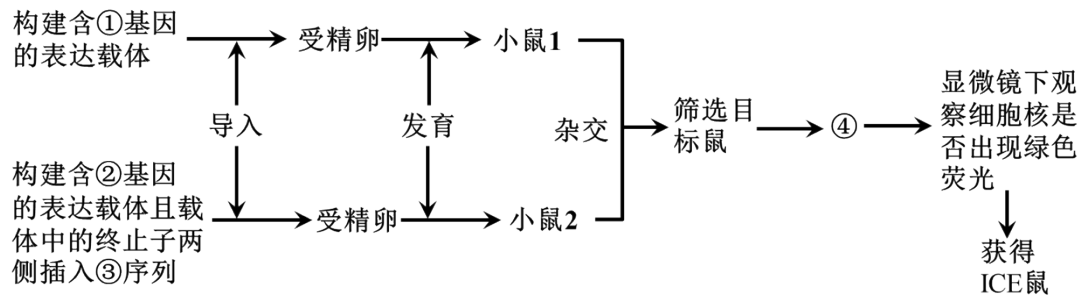 构建含①基因
的表达载体
受精卵
小鼠1
导入
发育
杂交
筛选目
标鼠
④
显微镜下观
察细胞核是
否出现绿色
荧光
构建含②基因
的表达载体且载
体中的终止子两
侧插入③序列
受精卵
小鼠2
获得
ICE鼠